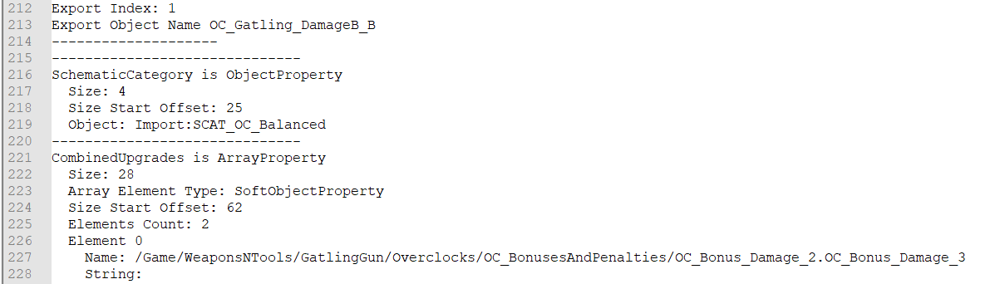 212 Export Index: 1
213 Export Object Name OC_Gatling_DamageB_B
214 --------------------
215 ------------------------------
216 SchematicCategory is ObjectProperty
217   Size: 4
218   Size Start Offset: 25
219   Object: Import:SCAT_OC_Balanced
220 ------------------------------
221 CombinedUpgrades is ArrayProperty
222   Size: 28
223   Array Element Type: SoftObjectProperty
224   Size Start Offset: 62
225   Elements Count: 2
226   Element 0
227     Name: /Game/WeaponsNTools/GatlingGun/Overclocks/OC_BonusesAndPenalties/OC_Bonus_Damage_2.OC_Bonus_Damage_3
228     String: